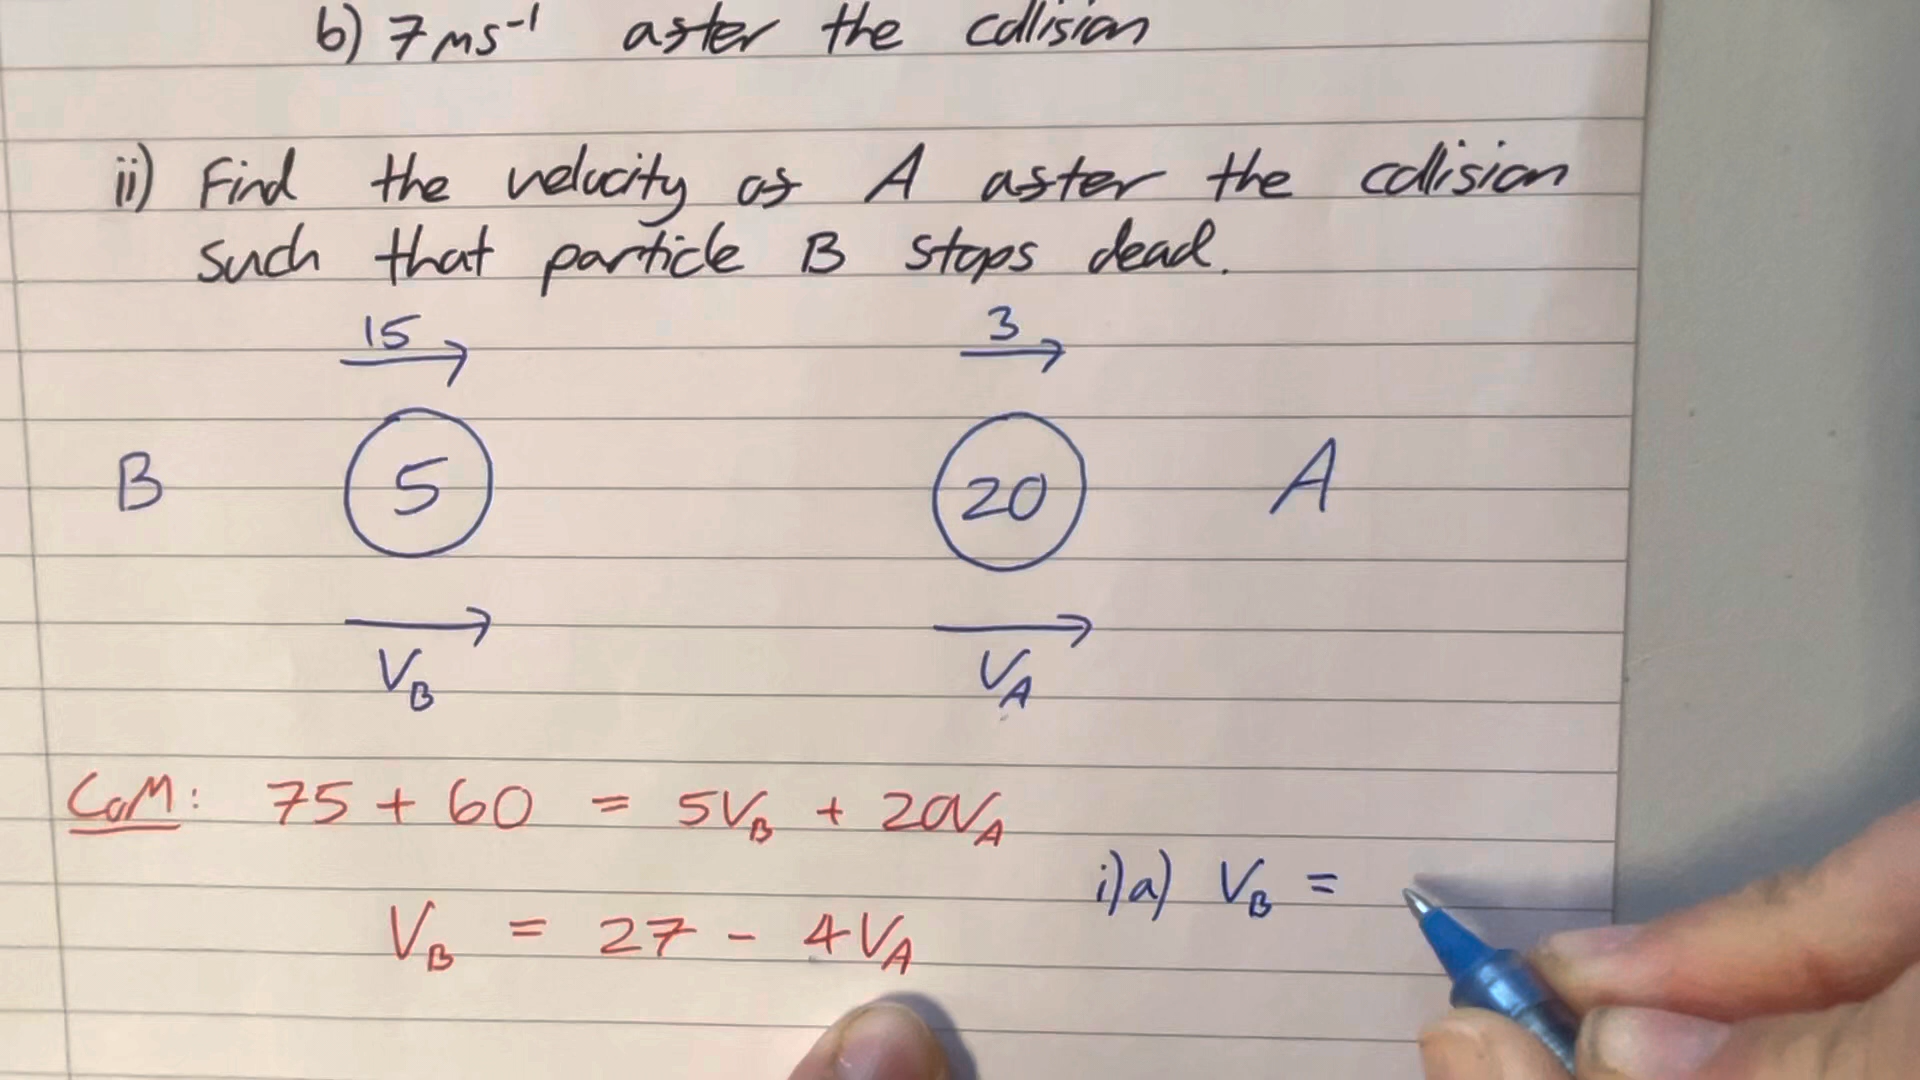 b) 7ms⁻¹ after the collision
ii) Find the velocity of A after the collision
such that particle B stops dead.
15 3
B 5 20 A
V_B V_A
CoM: 75 + 60 = 5V_B + 20V_A
i)a) V_B =
V_B = 27 - 4V_A